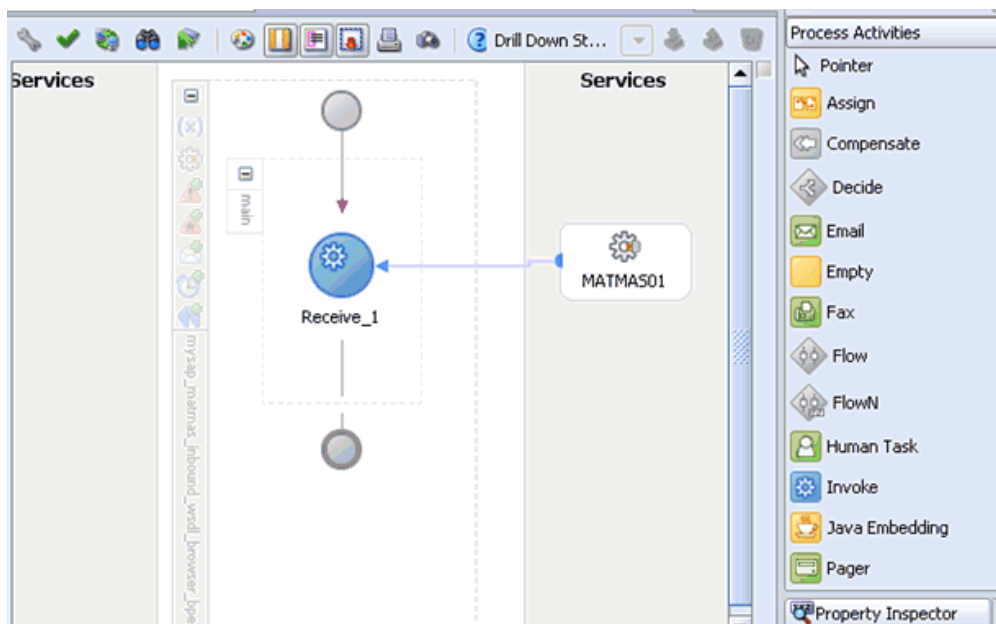 Drill Down St...
Process Activities
Services
Services
Pointer
Assign
Compensate
Decide
Email
Empty
Fax
Flow
FlowN
Human Task
Invoke
Java Embedding
Pager
Property Inspector
main
MATMAS01
Receive_1
mysap_matmas_inbound_wsdl_browser_bpe